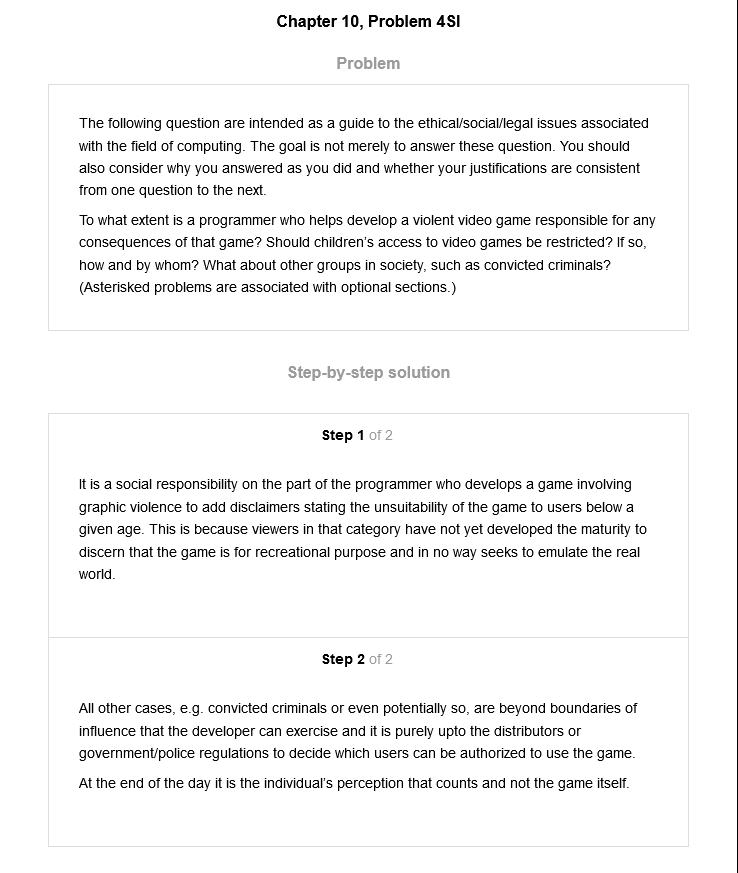 Chapter 10, Problem 4SI
Problem
The following question are intended as a guide to the ethical/social/legal issues associated
with the field of computing. The goal is not merely to answer these question. You should
also consider why you answered as you did and whether your justifications are consistent
from one question to the next.
To what extent is a programmer who helps develop a violent video game responsible for any
consequences of that game? Should children's access to video games be restricted? If so,
how and by whom? What about other groups in society, such as convicted criminals?
(Asterisked problems are associated with optional sections.)
Step-by-step solution
Step 1 of 2
It is a social responsibility on the part of the programmer who develops a game involving
graphic violence to add disclaimers stating the unsuitability of the game to users below a
given age. This is because viewers in that category have not yet developed the maturity to
discern that the game is for recreational purpose and in no way seeks to emulate the real
world.
Step 2 of 2
All other cases, e.g. convicted criminals or even potentially so, are beyond boundaries of
influence that the developer can exercise and it is purely upto the distributors or
government/police regulations to decide which users can be authorized to use the game.
At the end of the day it is the individual's perception that counts and not the game itself.